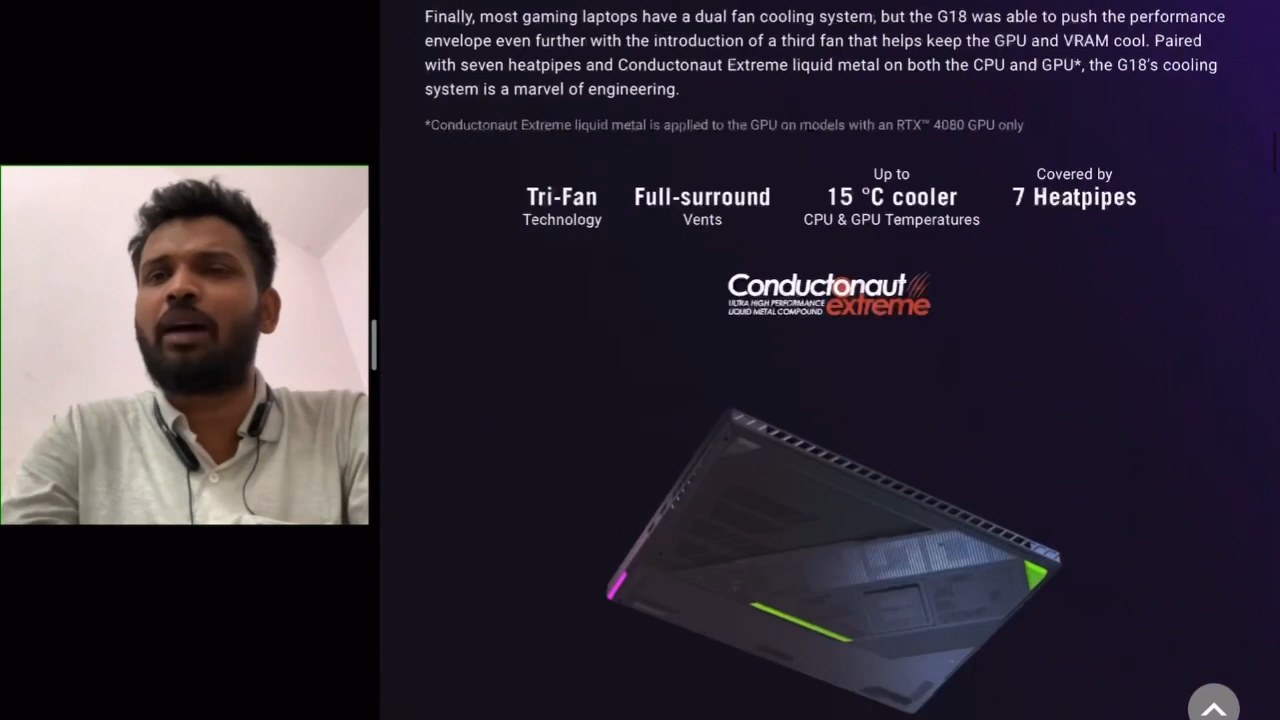 Finally, most gaming laptops have a dual fan cooling system, but the G18 was able to push the performance
envelope even further with the introduction of a third fan that helps keep the GPU and VRAM cool. Paired
with seven heatpipes and Conductonaut Extreme liquid metal on both the CPU and GPU*, the G18's cooling
system is a marvel of engineering.
*Conductonaut Extreme liquid metal is applied to the GPU on models with an RTX™ 4080 GPU only
Tri-Fan
Technology
Full-surround
Vents
Up to
15 °C cooler
CPU & GPU Temperatures
Covered by
7 Heatpipes
Conductonaut
ULTRA HIGH PERFORMANCE
LIQUID METAL COMPOUND
extreme